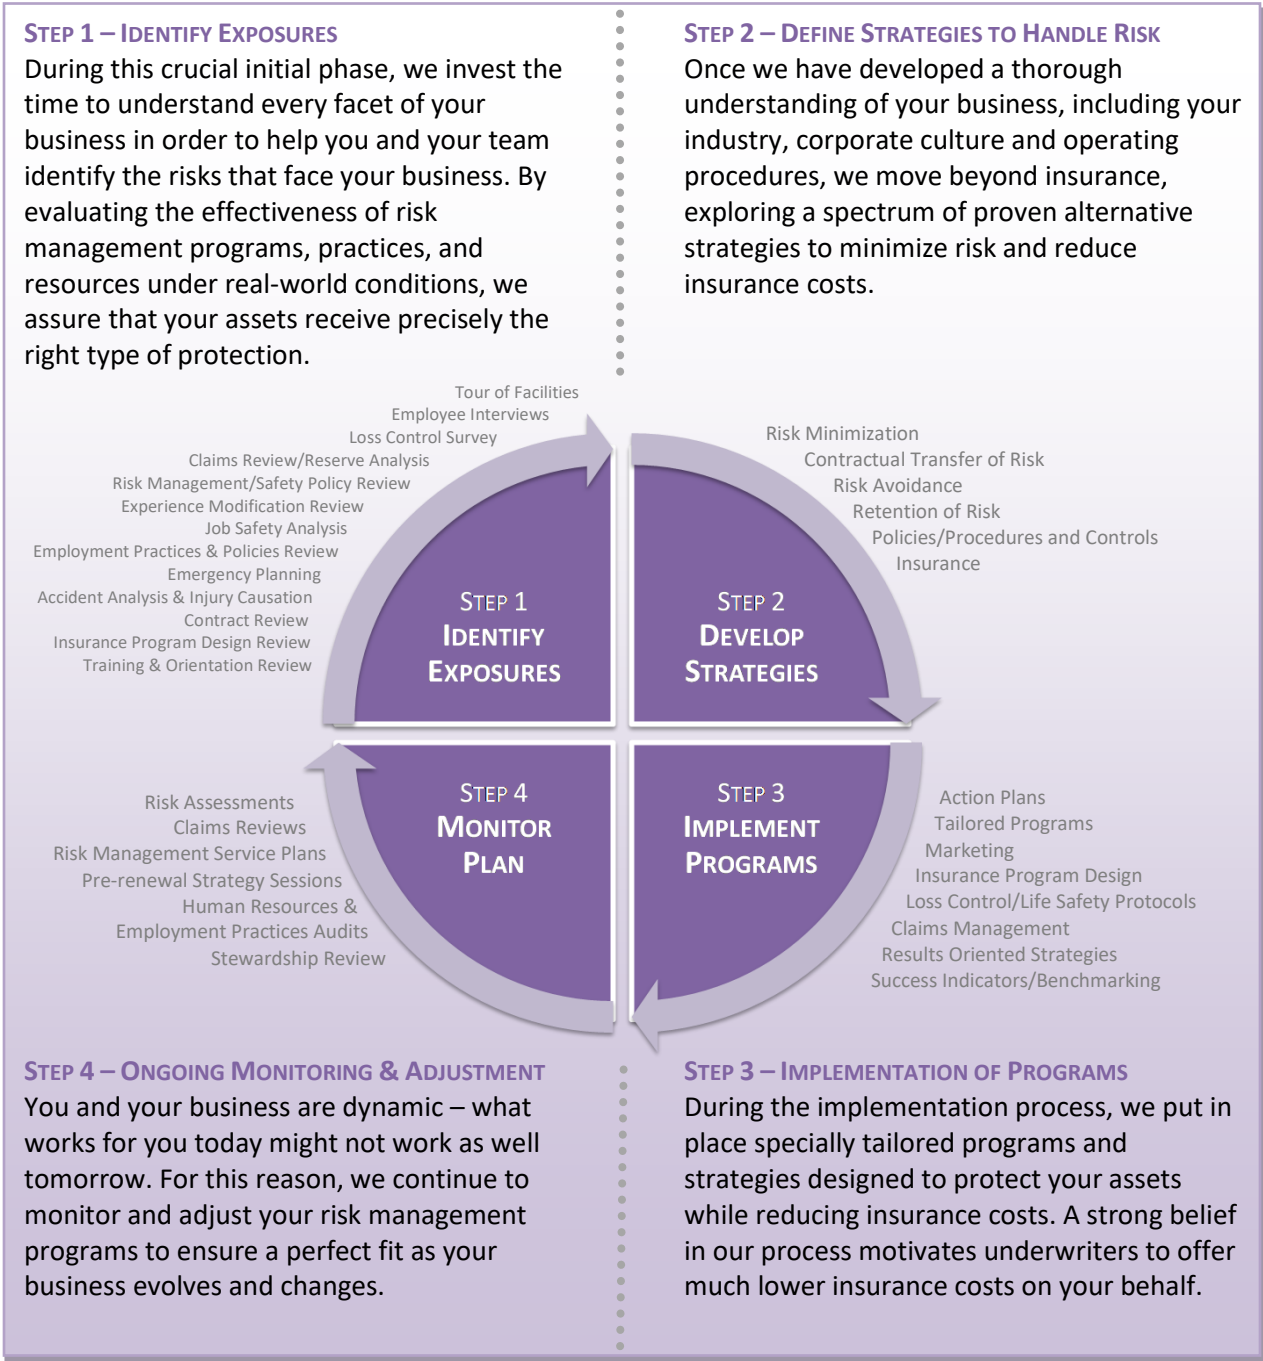 STEP 1 – IDENTIFY EXPOSURES
During this crucial initial phase, we invest the
time to understand every facet of your
business in order to help you and your team
identify the risks that face your business. By
evaluating the effectiveness of risk
management programs, practices, and
resources under real-world conditions, we
assure that your assets receive precisely the
right type of protection.
STEP 2 – DEFINE STRATEGIES TO HANDLE RISK
Once we have developed a thorough
understanding of your business, including your
industry, corporate culture and operating
procedures, we move beyond insurance,
exploring a spectrum of proven alternative
strategies to minimize risk and reduce
insurance costs.
Tour of Facilities
Employee Interviews
Loss Control Survey
Claims Review/Reserve Analysis
Risk Management/Safety Policy Review
Experience Modification Review
Job Safety Analysis
Employment Practices & Policies Review
Emergency Planning
Accident Analysis & Injury Causation
Contract Review
Insurance Program Design Review
Training & Orientation Review
STEP 1
IDENTIFY
EXPOSURES
STEP 2
DEVELOP
STRATEGIES
Risk Minimization
Contractual Transfer of Risk
Risk Avoidance
Retention of Risk
Policies/Procedures and Controls
Insurance
Risk Assessments
Claims Reviews
Risk Management Service Plans
Pre-renewal Strategy Sessions
Human Resources &
Employment Practices Audits
Stewardship Review
STEP 4
MONITOR
PLAN
STEP 3
IMPLEMENT
PROGRAMS
Action Plans
Tailored Programs
Marketing
Insurance Program Design
Loss Control/Life Safety Protocols
Claims Management
Results Oriented Strategies
Success Indicators/Benchmarking
STEP 4 – ONGOING MONITORING & ADJUSTMENT
You and your business are dynamic – what
works for you today might not work as well
tomorrow. For this reason, we continue to
monitor and adjust your risk management
programs to ensure a perfect fit as your
business evolves and changes.
STEP 3 – IMPLEMENTATION OF PROGRAMS
During the implementation process, we put in
place specially tailored programs and
strategies designed to protect your assets
while reducing insurance costs. A strong belief
in our process motivates underwriters to offer
much lower insurance costs on your behalf.